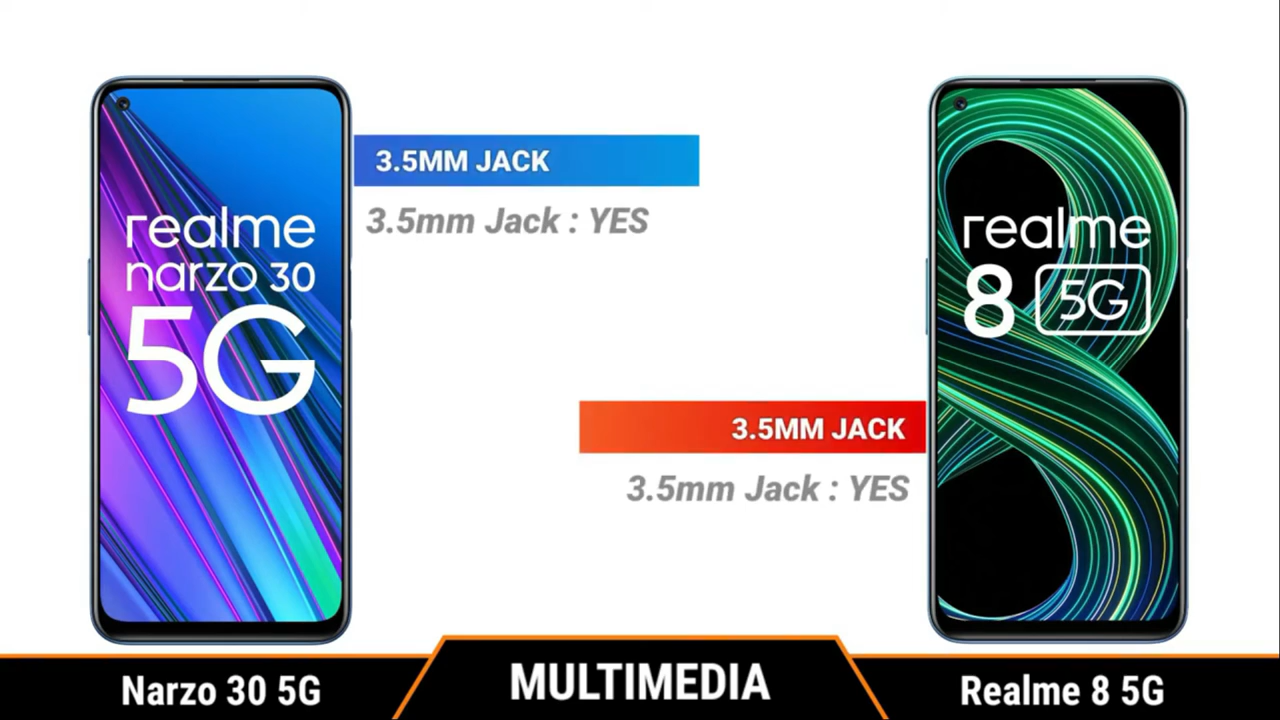 realme
narzo 30
5G
3.5MM JACK
3.5mm Jack : YES
realme
8 5G
3.5MM JACK
3.5mm Jack : YES
Narzo 30 5G
MULTIMEDIA
Realme 8 5G